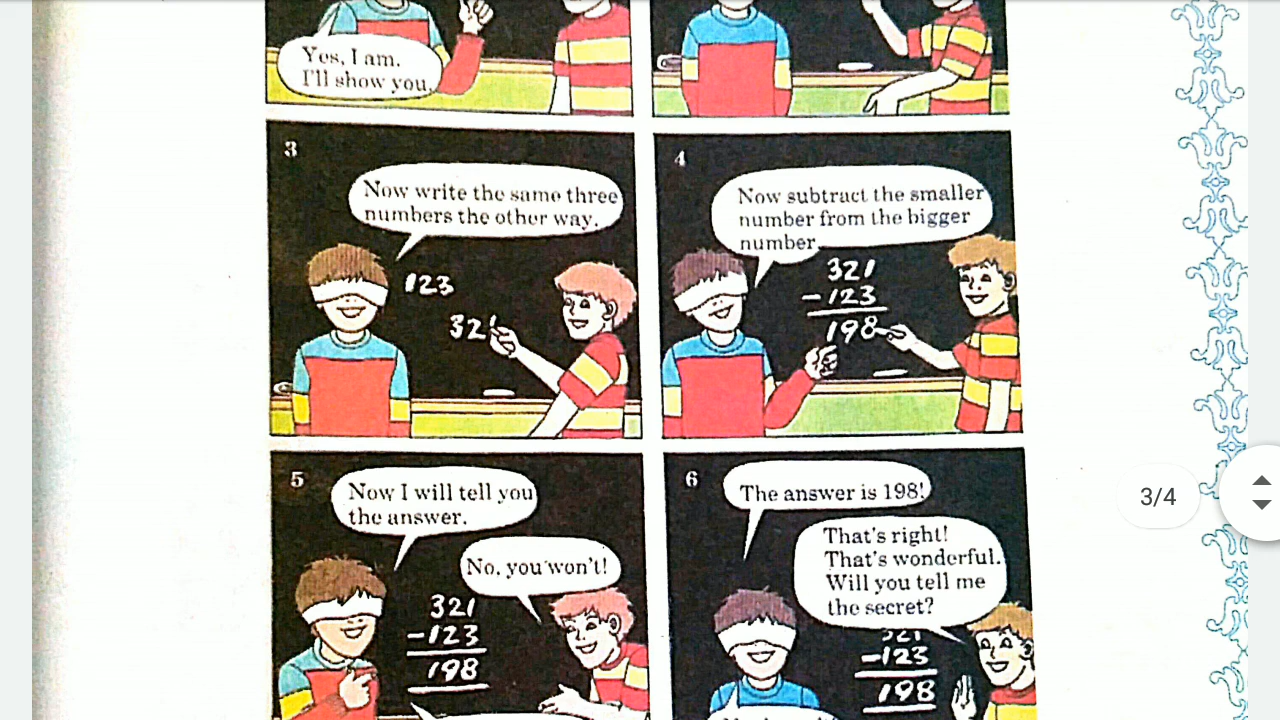 Yes, I am.
I'll show you.
3
Now write the same three
numbers the other way.
123
321
4
Now subtract the smaller
number from the bigger
number.
321
-123
198
5
Now I will tell you
the answer.
No, you won't!
321
-123
198
6
The answer is 198!
That's right!
That's wonderful.
Will you tell me
the secret?
321
-123
198
3/4